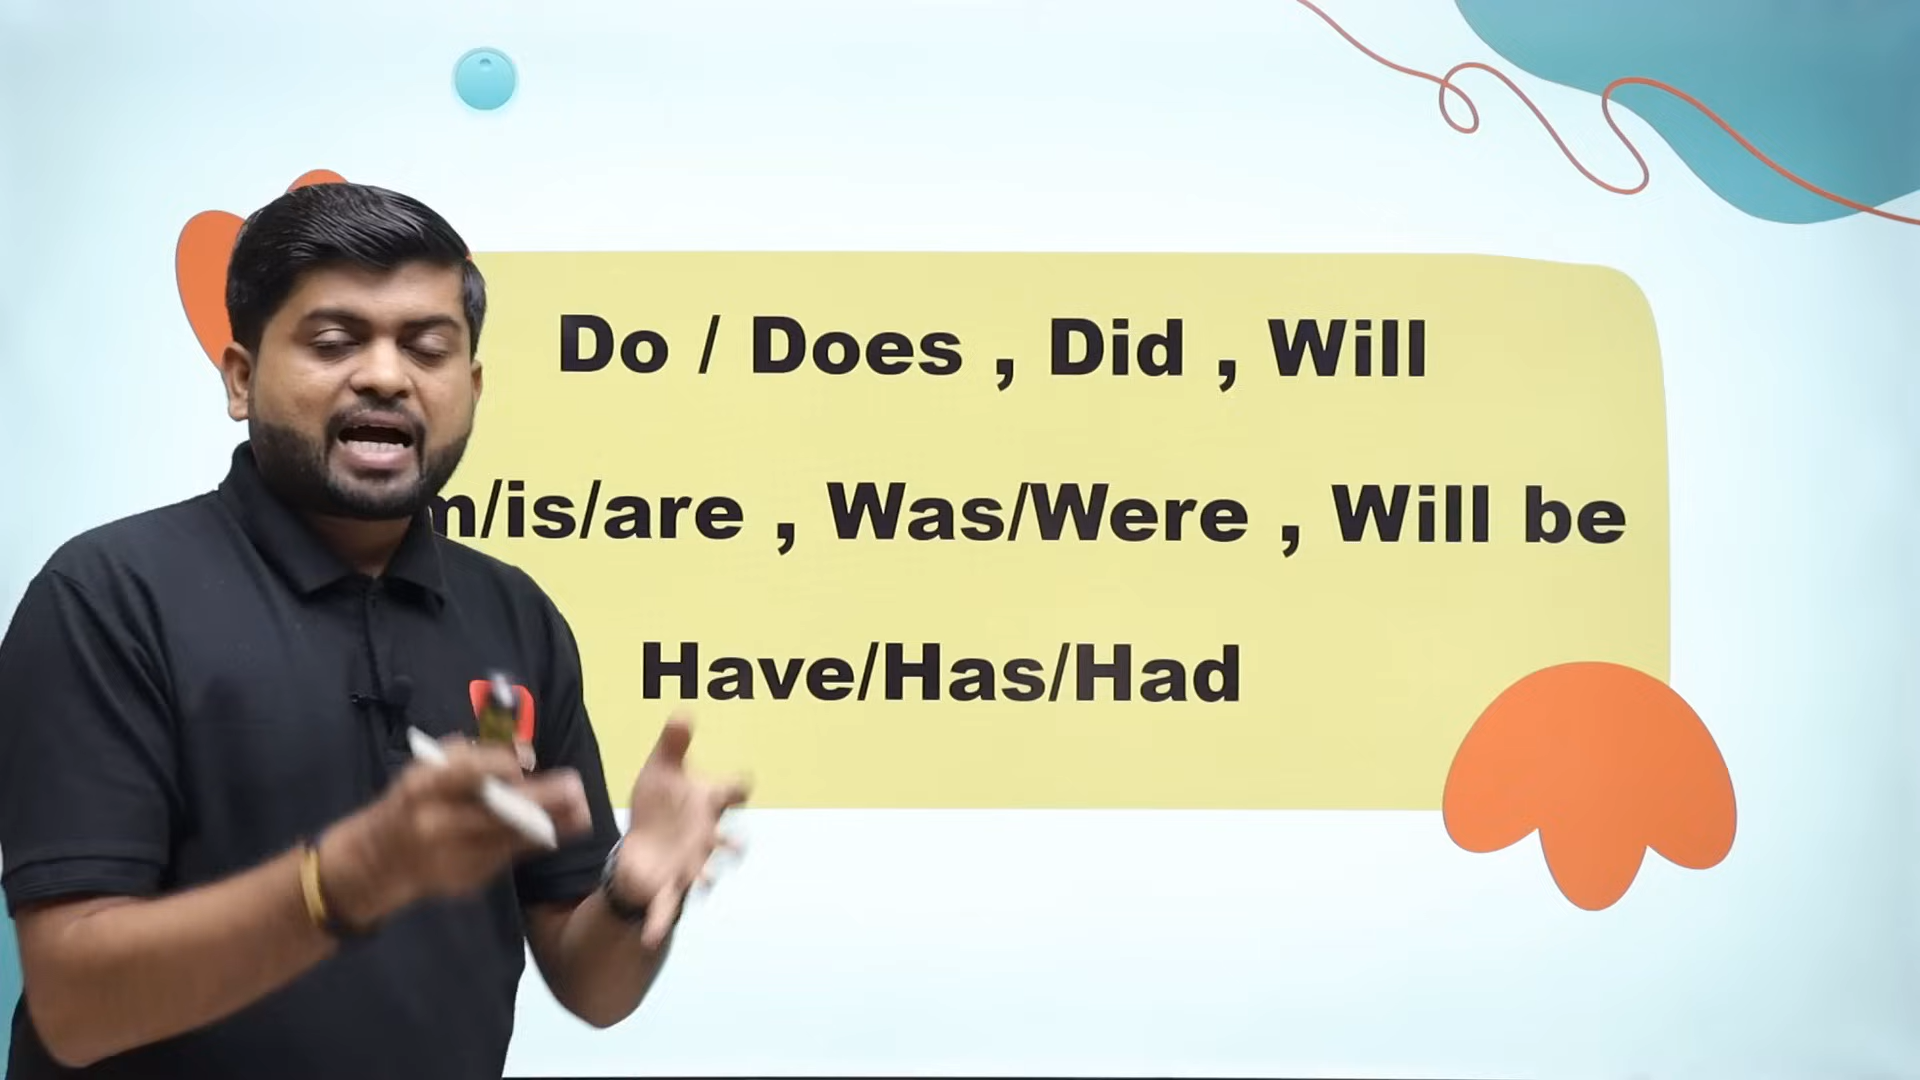 Do / Does , Did , Will
m/is/are , Was/Were , Will be
Have/Has/Had